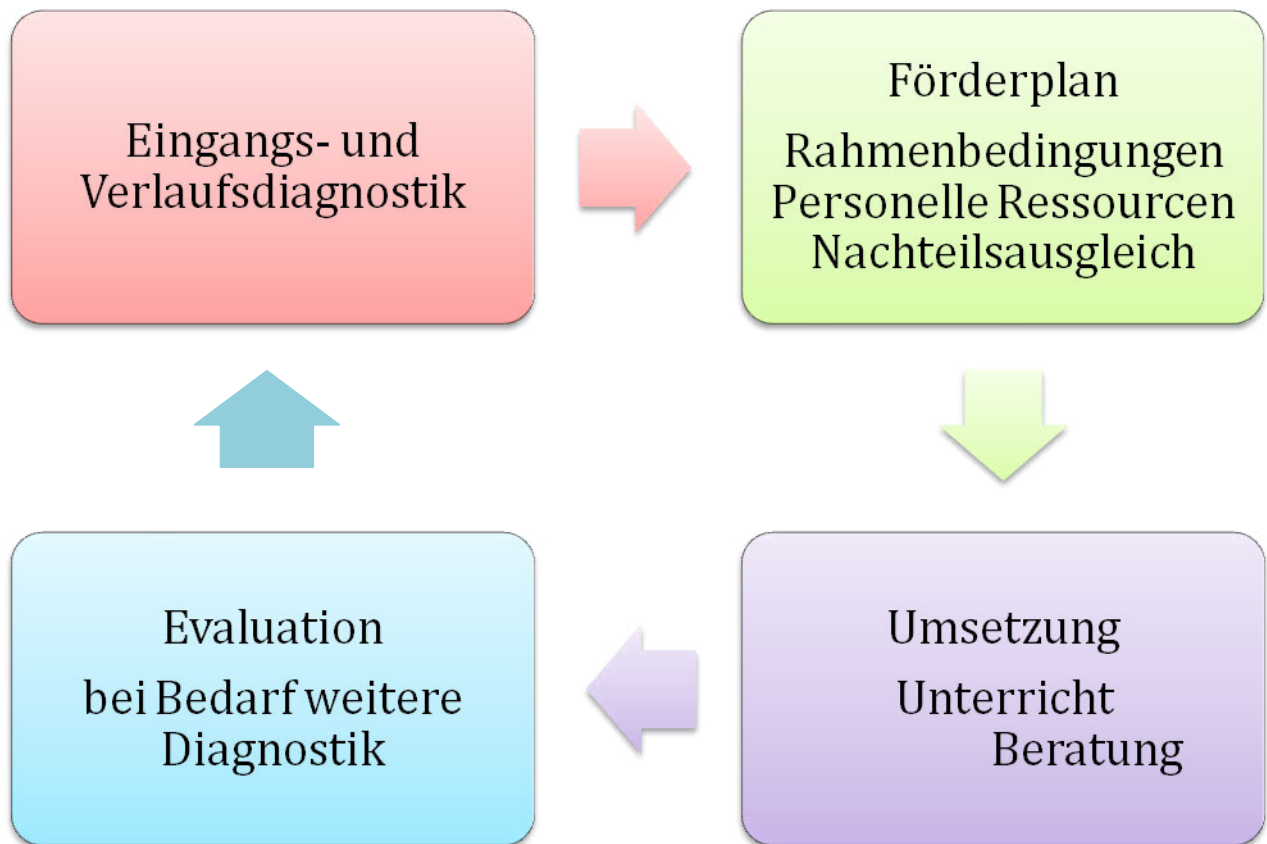 Eingangs- und
Verlaufsdiagnostik
Förderplan
Rahmenbedingungen
Personelle Ressourcen
Nachteilsausgleich
Umsetzung
Unterricht
Beratung
Evaluation
bei Bedarf weitere
Diagnostik